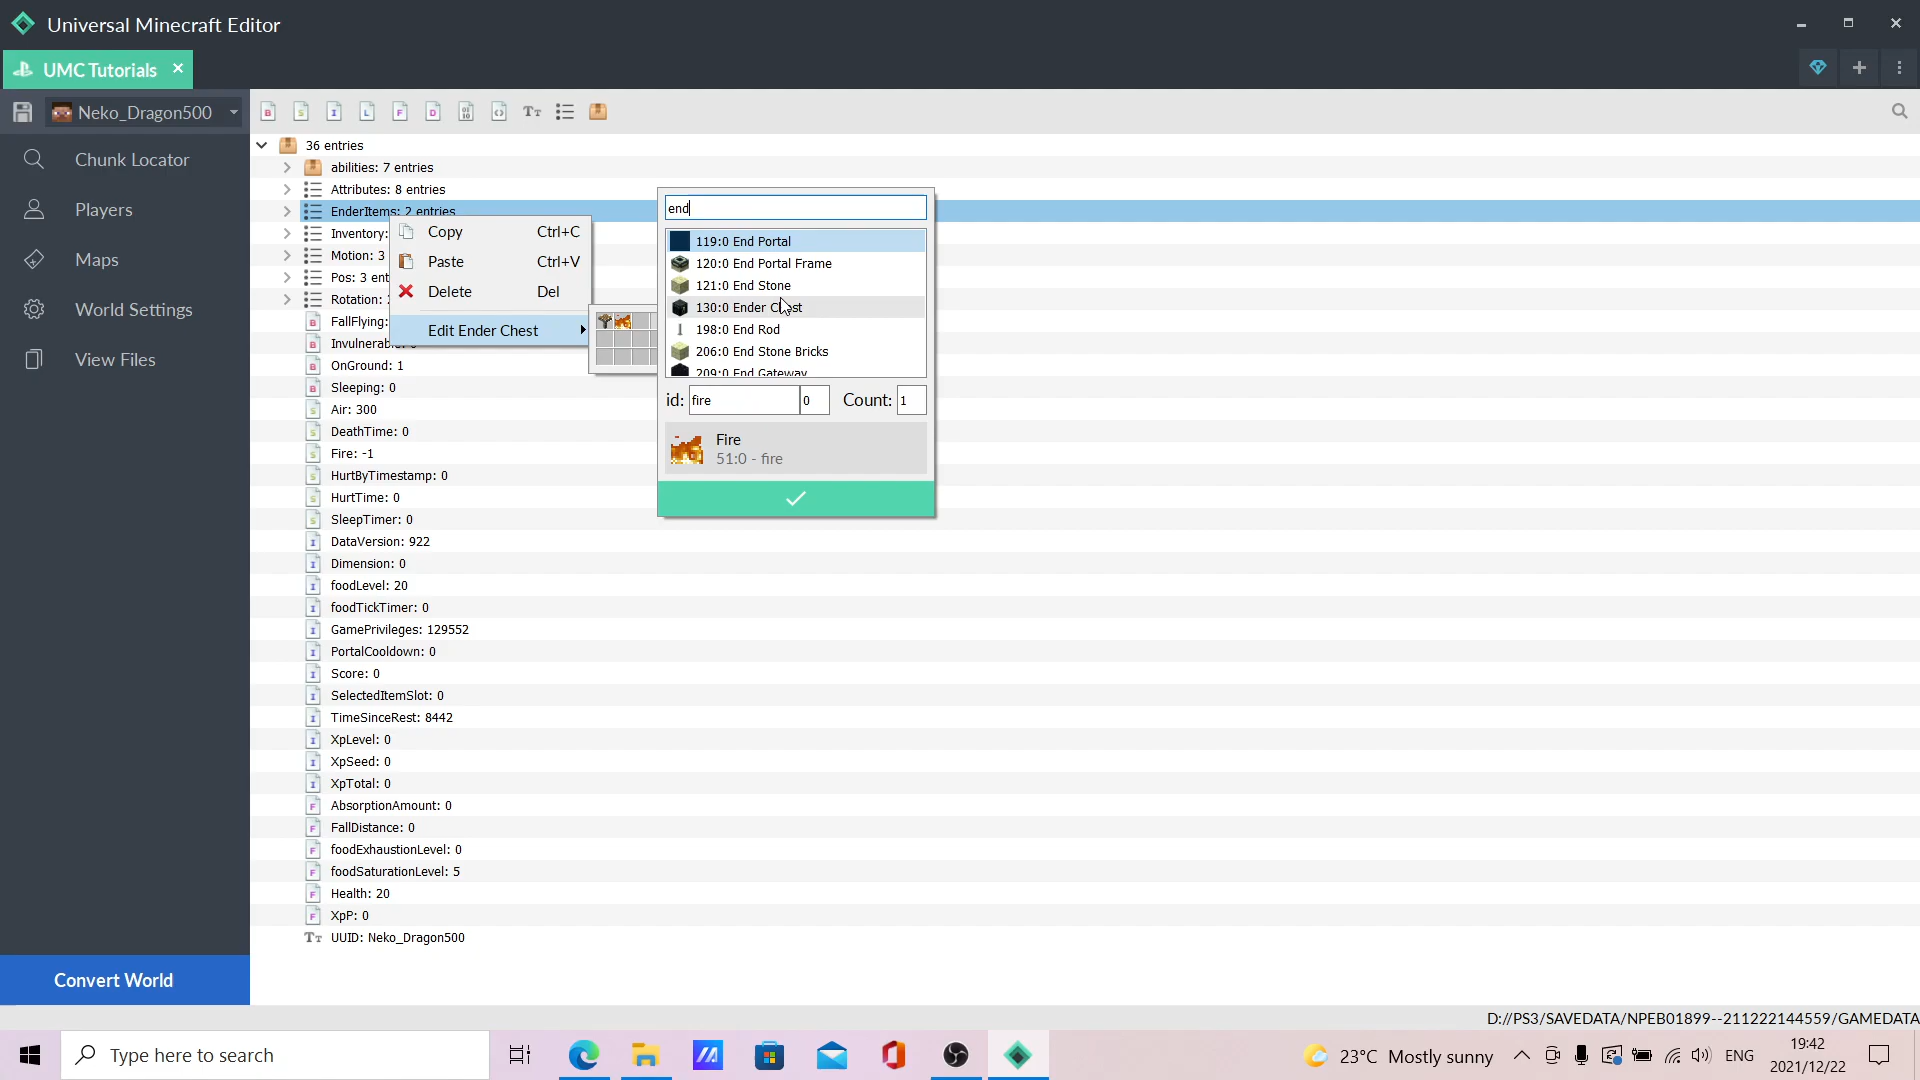 Universal Minecraft Editor
UMC Tutorials
Neko_Dragon500
Chunk Locator
Players
Maps
World Settings
View Files
Convert World
36 entries
abilities: 7 entries
Attributes: 8 entries
EnderItems: 2 entries
Inventory:
Motion: 3
Pos: 3 ent
Rotation:
FallFlying:
Invulnerab
OnGround: 1
Sleeping: 0
Air: 300
DeathTime: 0
Fire: -1
HurtByTimestamp: 0
HurtTime: 0
SleepTimer: 0
DataVersion: 922
Dimension: 0
foodLevel: 20
foodTickTimer: 0
GamePrivileges: 129552
PortalCooldown: 0
Score: 0
SelectedItemSlot: 0
TimeSinceRest: 8442
XpLevel: 0
XpSeed: 0
XpTotal: 0
AbsorptionAmount: 0
FallDistance: 0
foodExhaustionLevel: 0
foodSaturationLevel: 5
Health: 20
XpP: 0
UUID: Neko_Dragon500
Copy Ctrl+C
Paste Ctrl+V
Delete Del
Edit Ender Chest
end
119:0 End Portal
120:0 End Portal Frame
121:0 End Stone
130:0 Ender Chest
198:0 End Rod
206:0 End Stone Bricks
209:0 End Gateway
id: fire 0 Count: 1
Fire
51:0 - fire
D://PS3/SAVEDATA/NPEB01899--211222144559/GAMEDATA
Type here to search
23°C Mostly sunny
ENG
19:42
2021/12/22